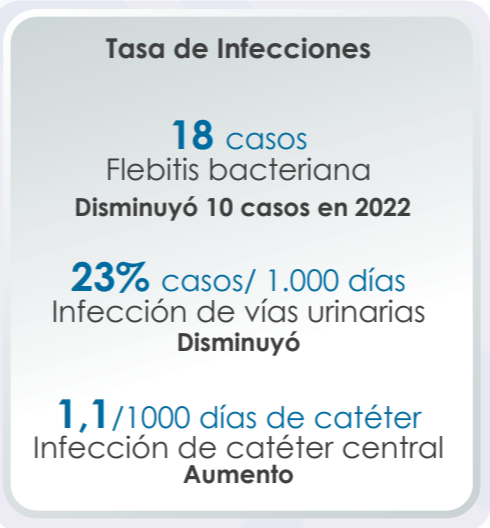 Tasa de Infecciones
18 casos
Flebitis bacteriana
Disminuyó 10 casos en 2022
23% casos/ 1.000 días
Infección de vías urinarias
Disminuyó
1,1/1000 días de catéter
Infección de catéter central
Aumento